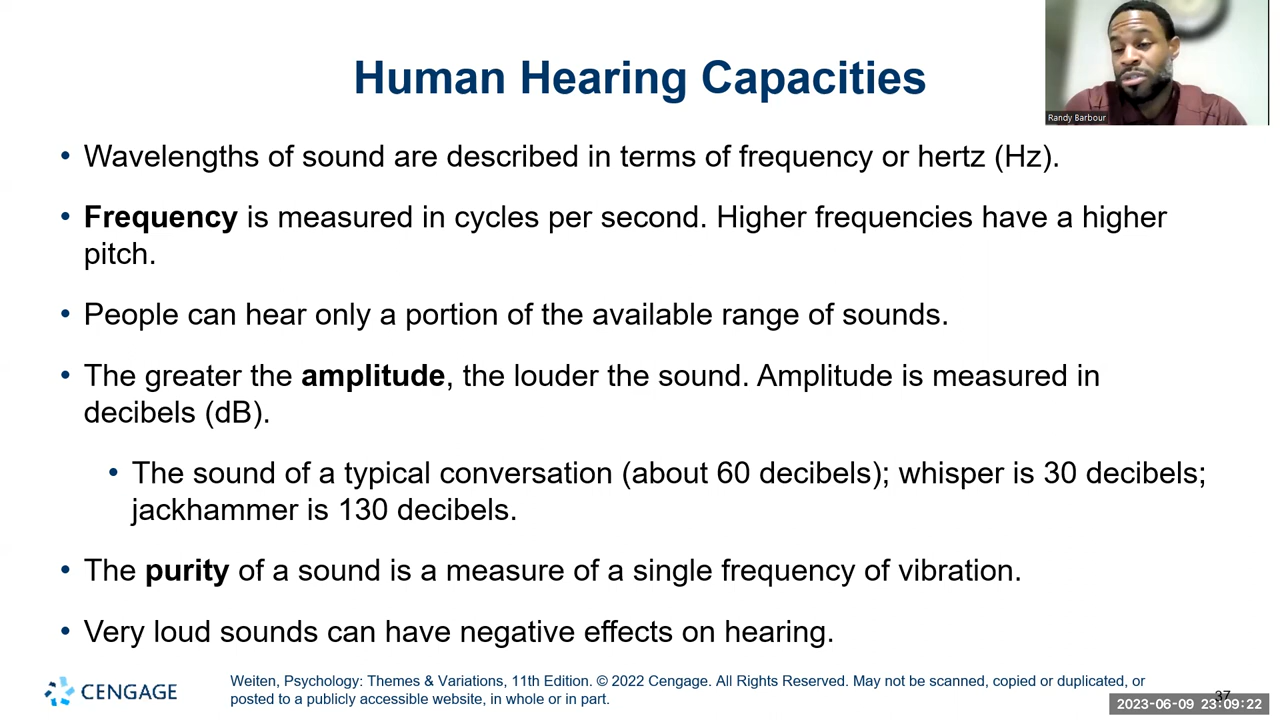 Human Hearing Capacities
Randy Barbour
• Wavelengths of sound are described in terms of frequency or hertz (Hz).
• Frequency is measured in cycles per second. Higher frequencies have a higher
pitch.
• People can hear only a portion of the available range of sounds.
• The greater the amplitude, the louder the sound. Amplitude is measured in
decibels (dB).
• The sound of a typical conversation (about 60 decibels); whisper is 30 decibels;
jackhammer is 130 decibels.
• The purity of a sound is a measure of a single frequency of vibration.
• Very loud sounds can have negative effects on hearing.
CENGAGE
Weiten, Psychology: Themes & Variations, 11th Edition. © 2022 Cengage. All Rights Reserved. May not be scanned, copied or duplicated, or
posted to a publicly accessible website, in whole or in part.
37
2023-06-09 23:09:22